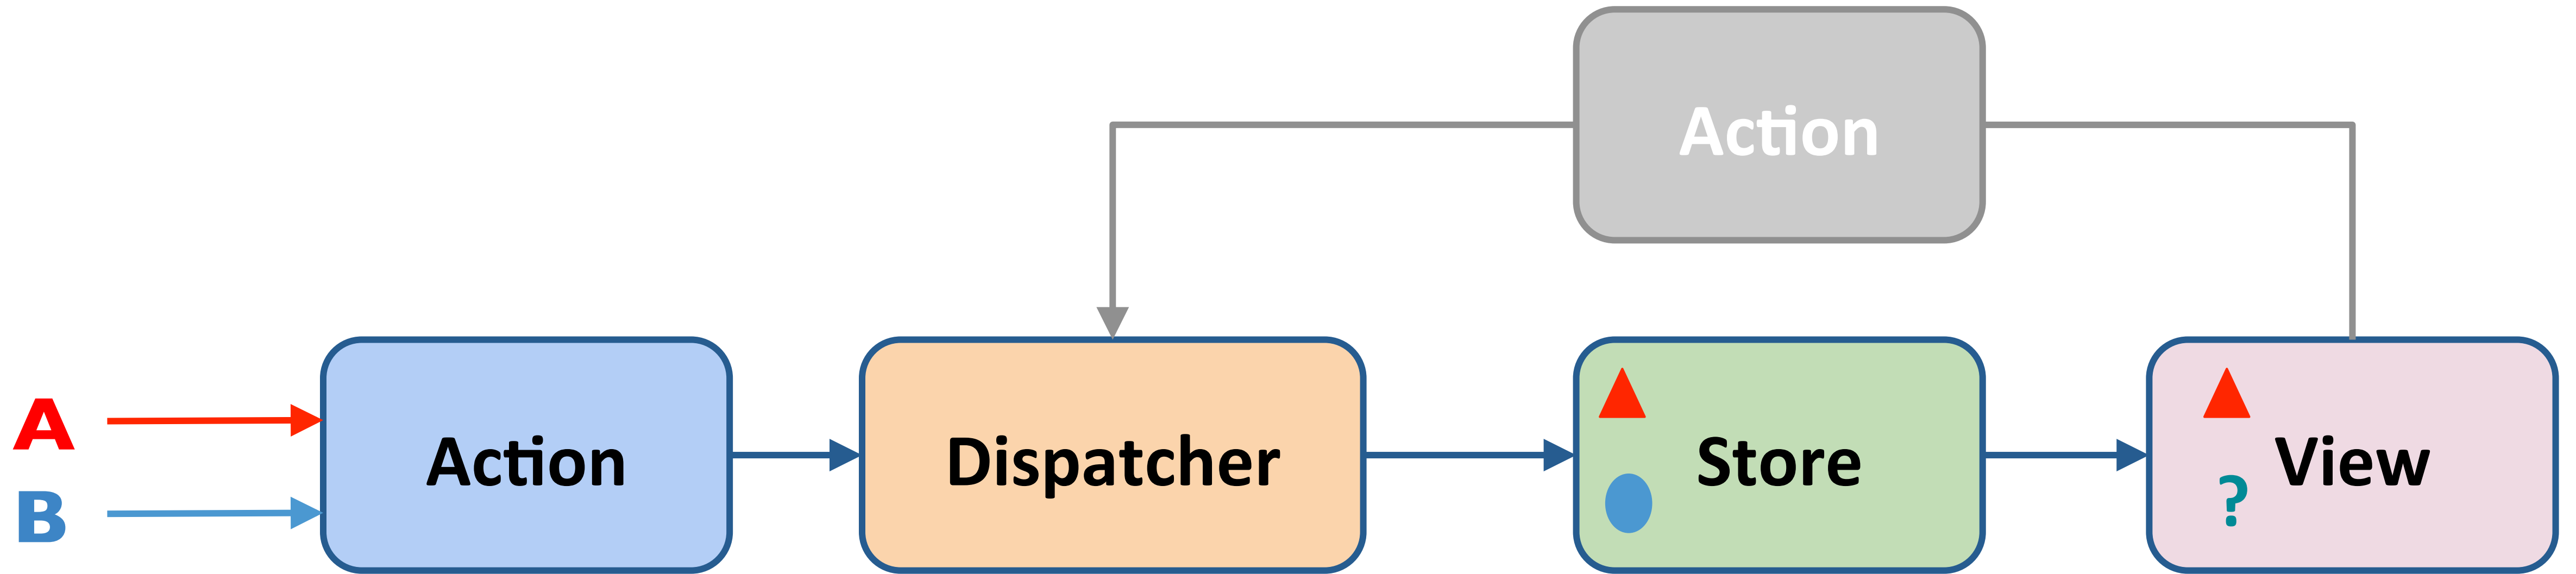 Action
A
B
Action
Dispatcher
Store
View
?